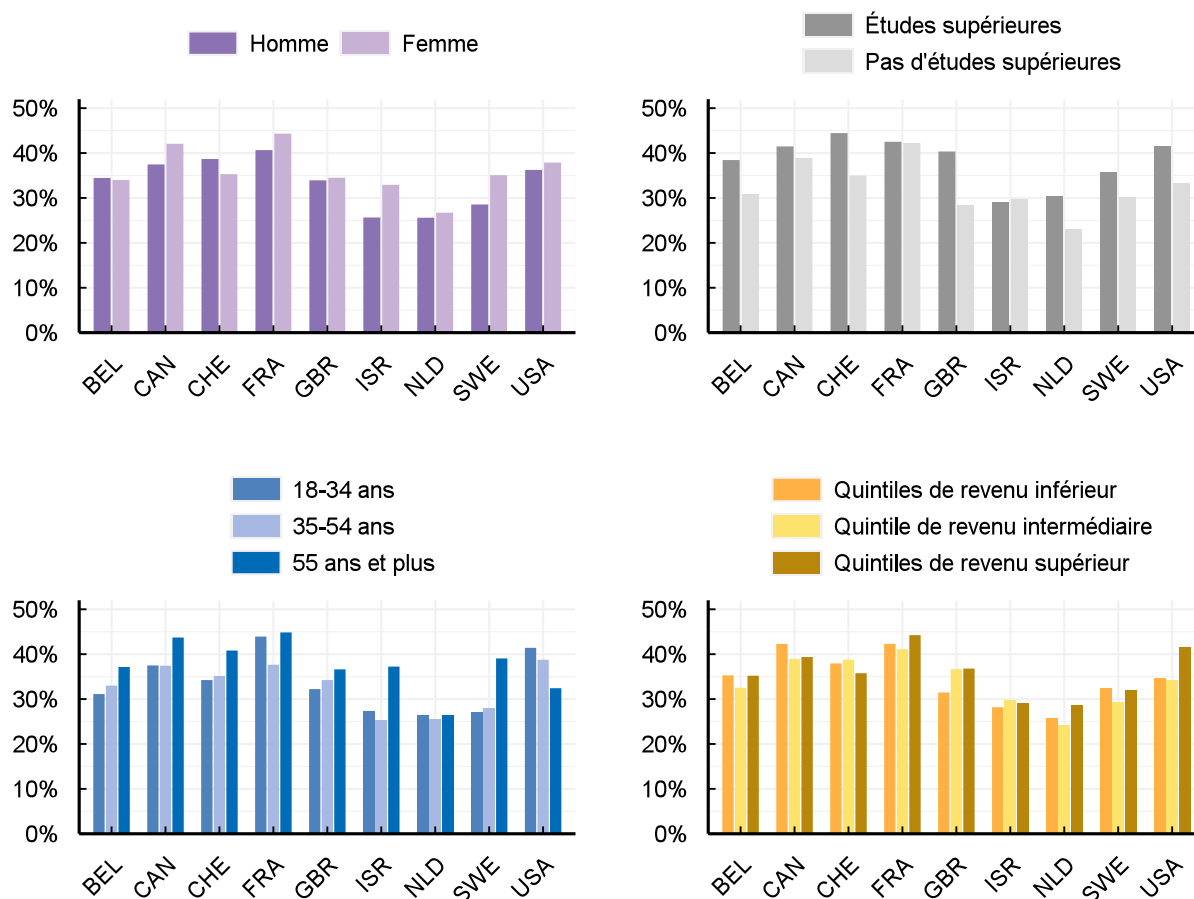 Homme Femme
50%
40%
30%
20%
10%
0%
BEL CAN CHE FRA GBR ISR NLD SWE USA
Études supérieures
Pas d'études supérieures
50%
40%
30%
20%
10%
0%
BEL CAN CHE FRA GBR ISR NLD SWE USA
18-34 ans
35-54 ans
55 ans et plus
50%
40%
30%
20%
10%
0%
BEL CAN CHE FRA GBR ISR NLD SWE USA
Quintiles de revenu inférieur
Quintile de revenu intermédiaire
Quintiles de revenu supérieur
50%
40%
30%
20%
10%
0%
BEL CAN CHE FRA GBR ISR NLD SWE USA